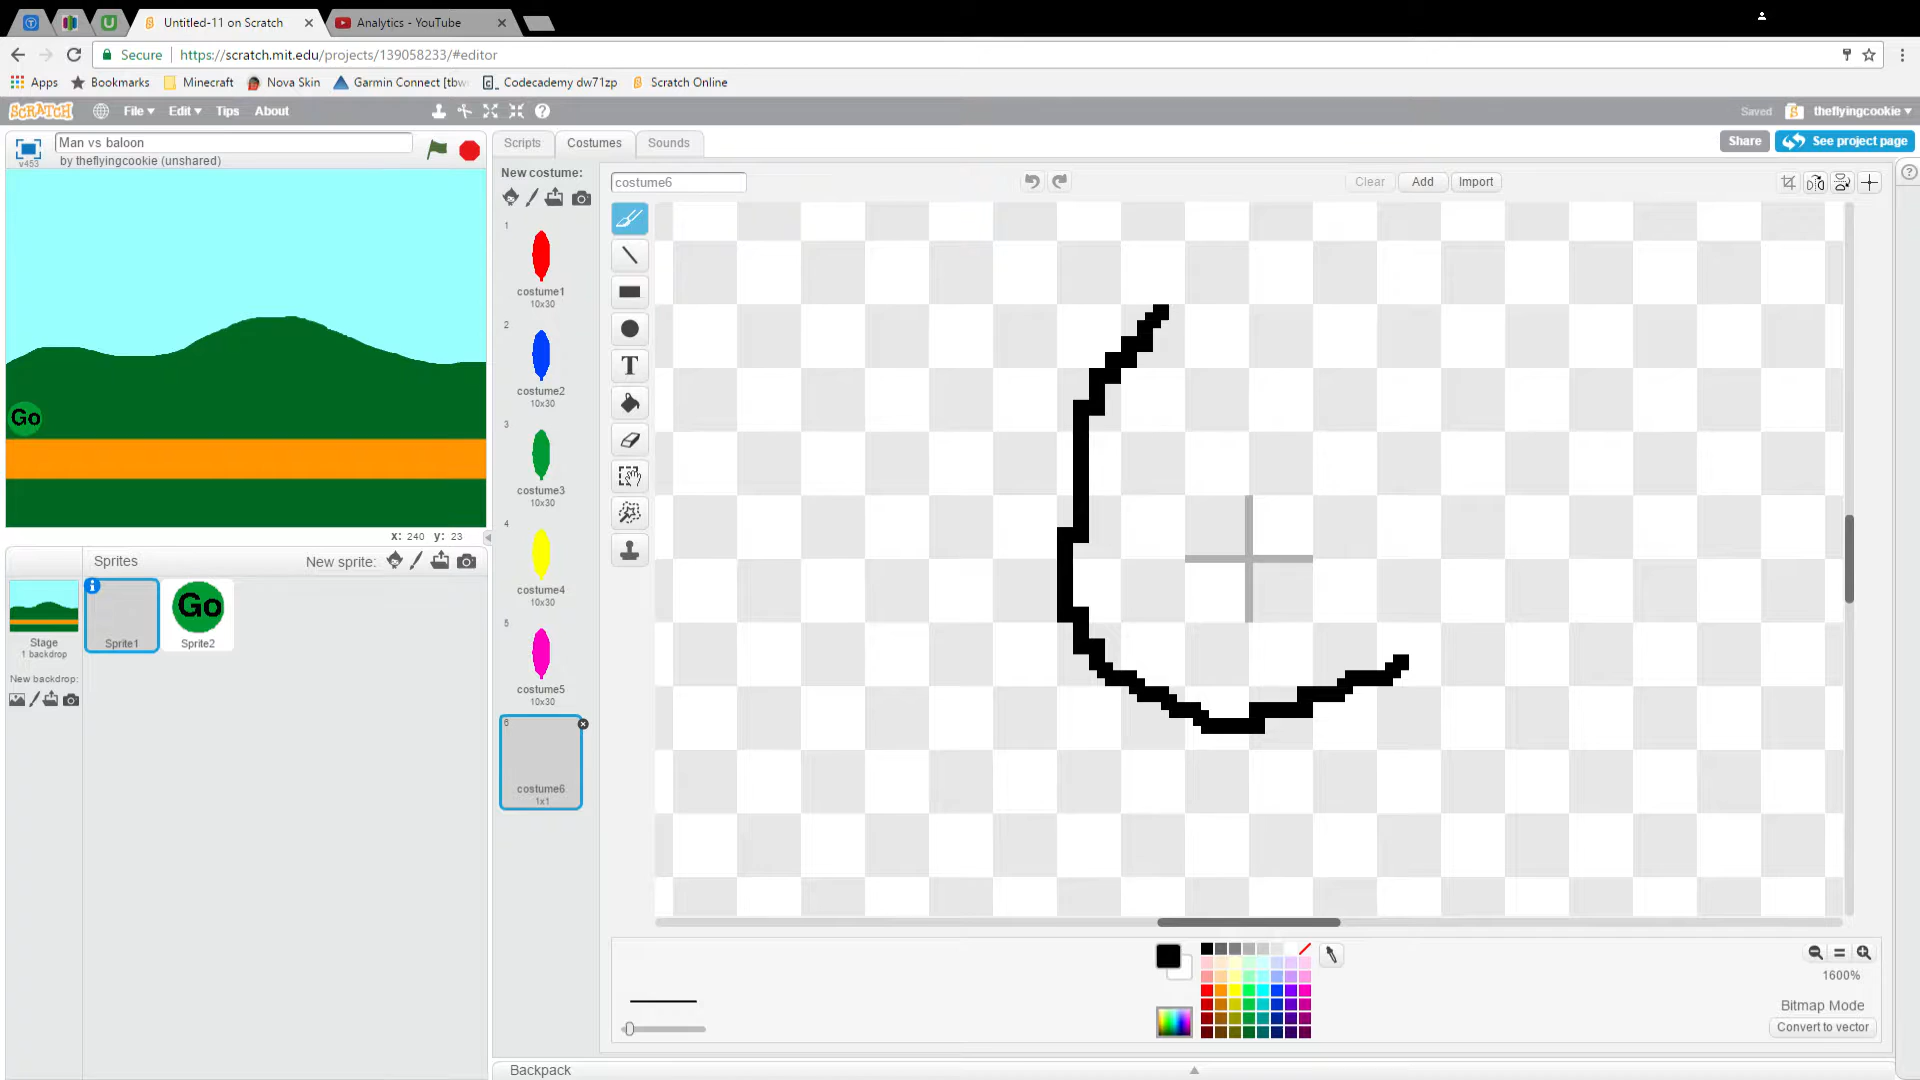 Untitled-11 on Scratch
Analytics - YouTube
Secure
https://scratch.mit.edu/projects/139058233/#editor
Apps
Bookmarks
Minecraft
Nova Skin
Garmin Connect [tbw
Codecademy dw71zp
Scratch Online
SCRATCH
File
Edit
Tips
About
Saved
theflyingcookie
v453
Man vs baloon
by theflyingcookie (unshared)
Scripts
Costumes
Sounds
Share
See project page
New costume:
costume6
Clear
Add
Import
1
costume1
10x30
2
costume2
10x30
3
costume3
10x30
4
costume4
10x30
5
costume5
10x30
6
costume6
1x1
T
Go
x: 240 y: 23
Sprites
New sprite:
Stage
1 backdrop
New backdrop:
Sprite1
Go
Sprite2
1600%
Bitmap Mode
Convert to vector
Backpack